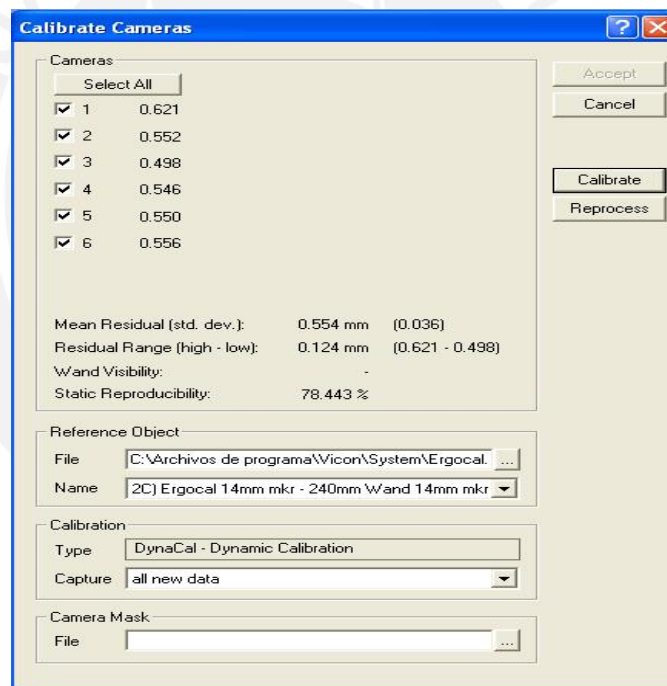 Calibrate Cameras
Cameras
Select All
1 0.621
2 0.552
3 0.498
4 0.546
5 0.550
6 0.556
Mean Residual (std. dev.): 0.554 mm (0.036)
Residual Range (high - low): 0.124 mm (0.621 - 0.498)
Wand Visibility: -
Static Reproducibility: 78.443 %
Accept
Cancel
Calibrate
Reprocess
Reference Object
File C:\Archivos de programa\Vicon\System\Ergocal. ...
Name 2C) Ergocal 14mm mkr - 240mm Wand 14mm mkr
Calibration
Type DynaCal - Dynamic Calibration
Capture all new data
Camera Mask
File ...